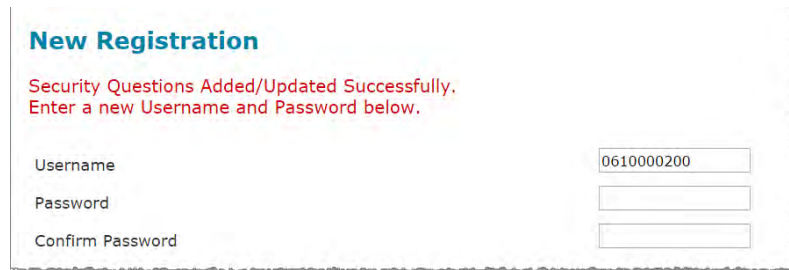 New Registration
Security Questions Added/Updated Successfully.
Enter a new Username and Password below.
Username 0610000200
Password
Confirm Password